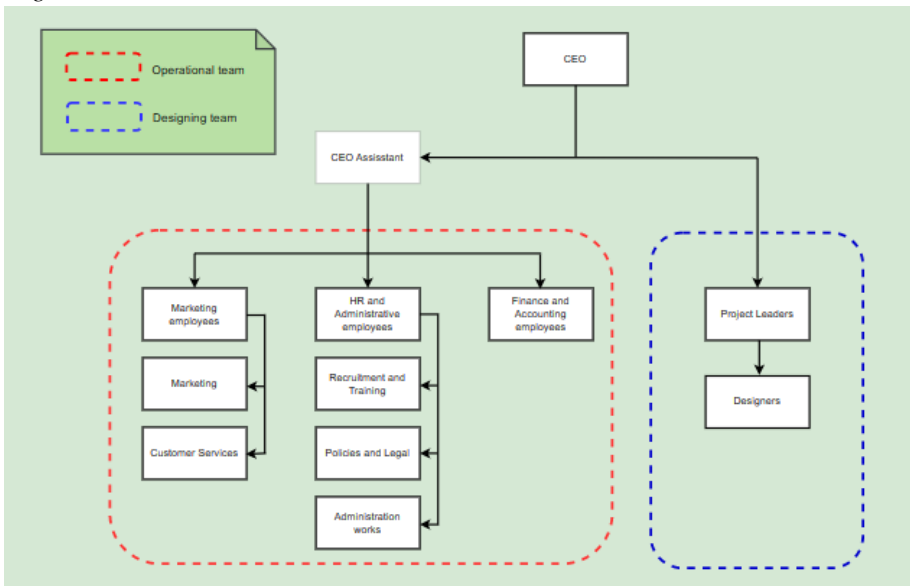 Operational team
Designing team
CEO
CEO Assisstant
Marketing
employees
HR and
Administrative
employees
Finance and
Accounting
employees
Project Leaders
Marketing
Recruitment and
Training
Designers
Customer Services
Policies and Legal
Administration
works